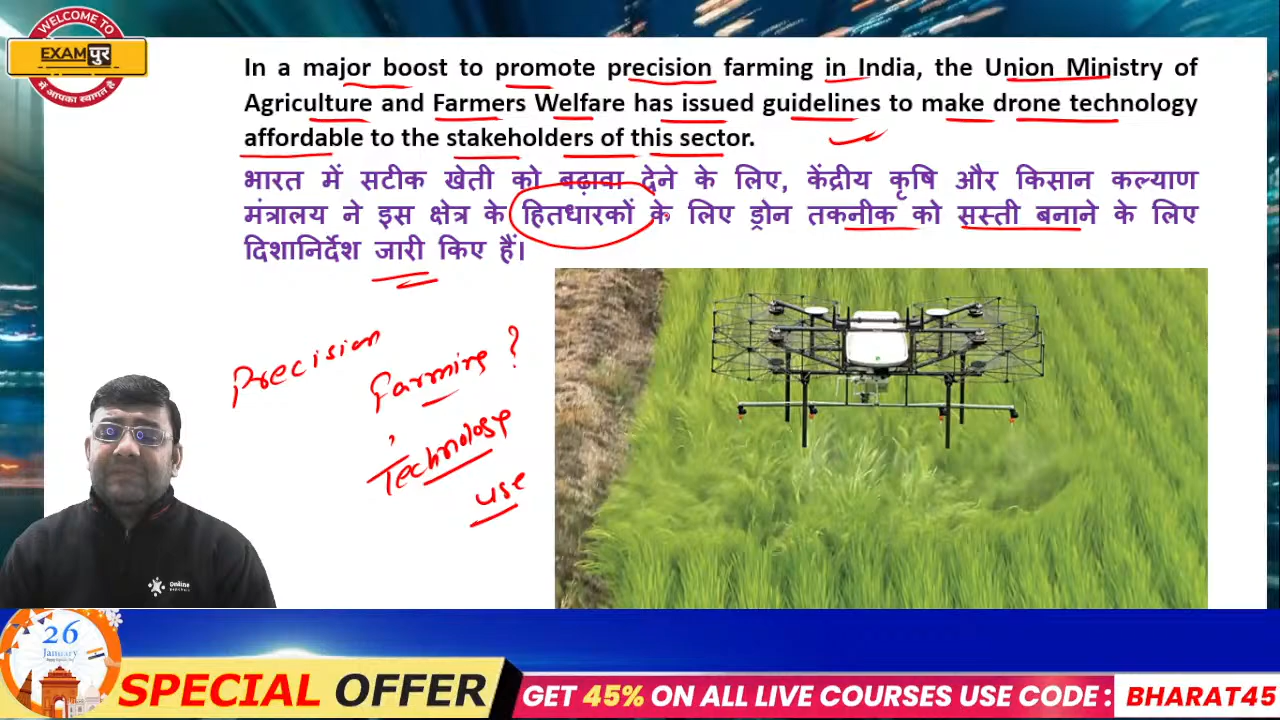 WELCOME TO
EXAMपुर
में आपका स्वागत है
In a major boost to promote precision farming in India, the Union Ministry of
Agriculture and Farmers Welfare has issued guidelines to make drone technology
affordable to the stakeholders of this sector.
भारत में सटीक खेती को बढ़ावा देने के लिए, केंद्रीय कृषि और किसान कल्याण
मंत्रालय ने इस क्षेत्र के हितधारकों के लिए ड्रोन तकनीक को सस्ती बनाने के लिए
दिशानिर्देश जारी किए हैं।
Precision
Farming ?
Technology
use
Online
26
January
SPECIAL OFFER
GET 45% ON ALL LIVE COURSES USE CODE : BHARAT45